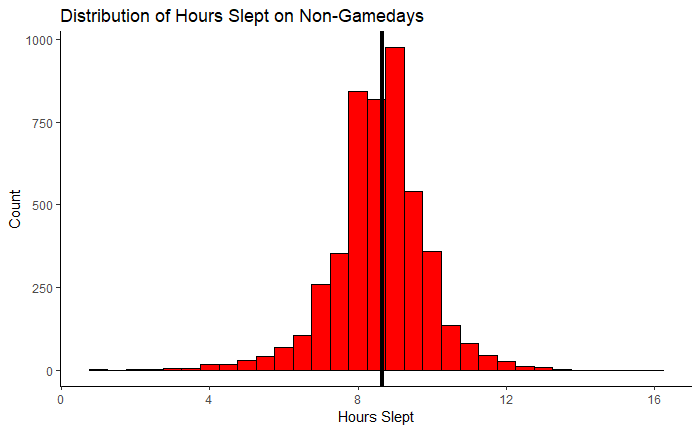 Distribution of Hours Slept on Non-Gamedays
1000
750
500
250
0
Count
0 4 8 12 16
Hours Slept